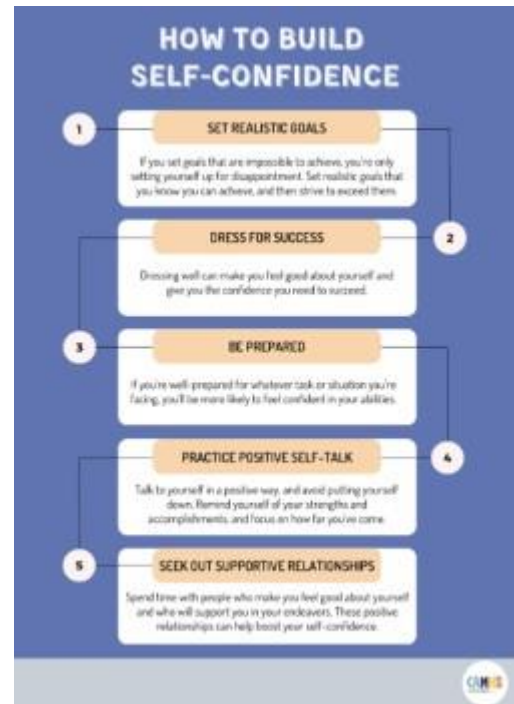 HOW TO BUILD
SELF-CONFIDENCE
1
SET REALISTIC GOALS
If you set goals that are impossible to achieve, you're only
setting yourself up for disappointment. Set realistic goals that
you know you can achieve, and then strive to exceed them.
DRESS FOR SUCCESS
2
Dressing well can make you feel good about yourself and
give you the confidence you need to succeed.
3
BE PREPARED
If you're well-prepared for whatever task or situation you're
facing, you'll be more likely to feel confident in your abilities.
PRACTICE POSITIVE SELF-TALK
4
Talk to yourself in a positive way, and avoid putting yourself
down. Remind yourself of your strengths and
accomplishments, and focus on how far you've come.
5
SEEK OUT SUPPORTIVE RELATIONSHIPS
Spend time with people who make you feel good about yourself
and who will support you in your endeavors. These positive
relationships can help boost your self-confidence.
CAMHS